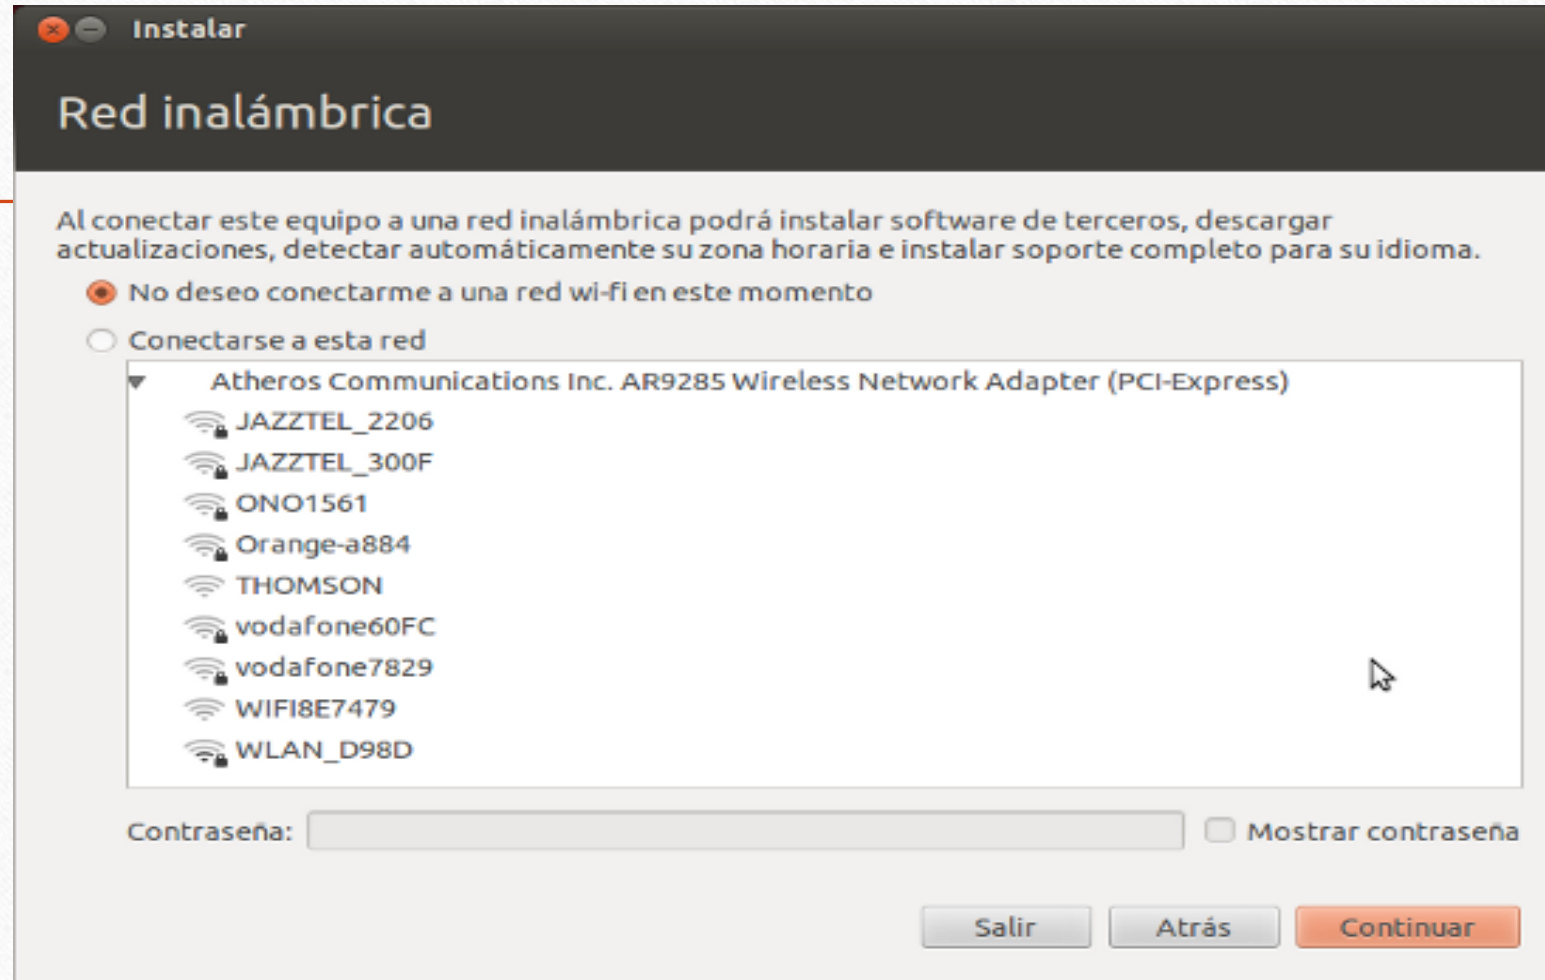 Instalar
Red inalámbrica
Al conectar este equipo a una red inalámbrica podrá instalar software de terceros, descargar
actualizaciones, detectar automáticamente su zona horaria e instalar soporte completo para su idioma.
No deseo conectarme a una red wi-fi en este momento
Conectarse a esta red
Atheros Communications Inc. AR9285 Wireless Network Adapter (PCI-Express)
JAZZTEL_2206
JAZZTEL_300F
ONO1561
Orange-a884
THOMSON
vodafone60FC
vodafone7829
WIFI8E7479
WLAN_D98D
Contraseña: Mostrar contraseña
Salir Atrás Continuar